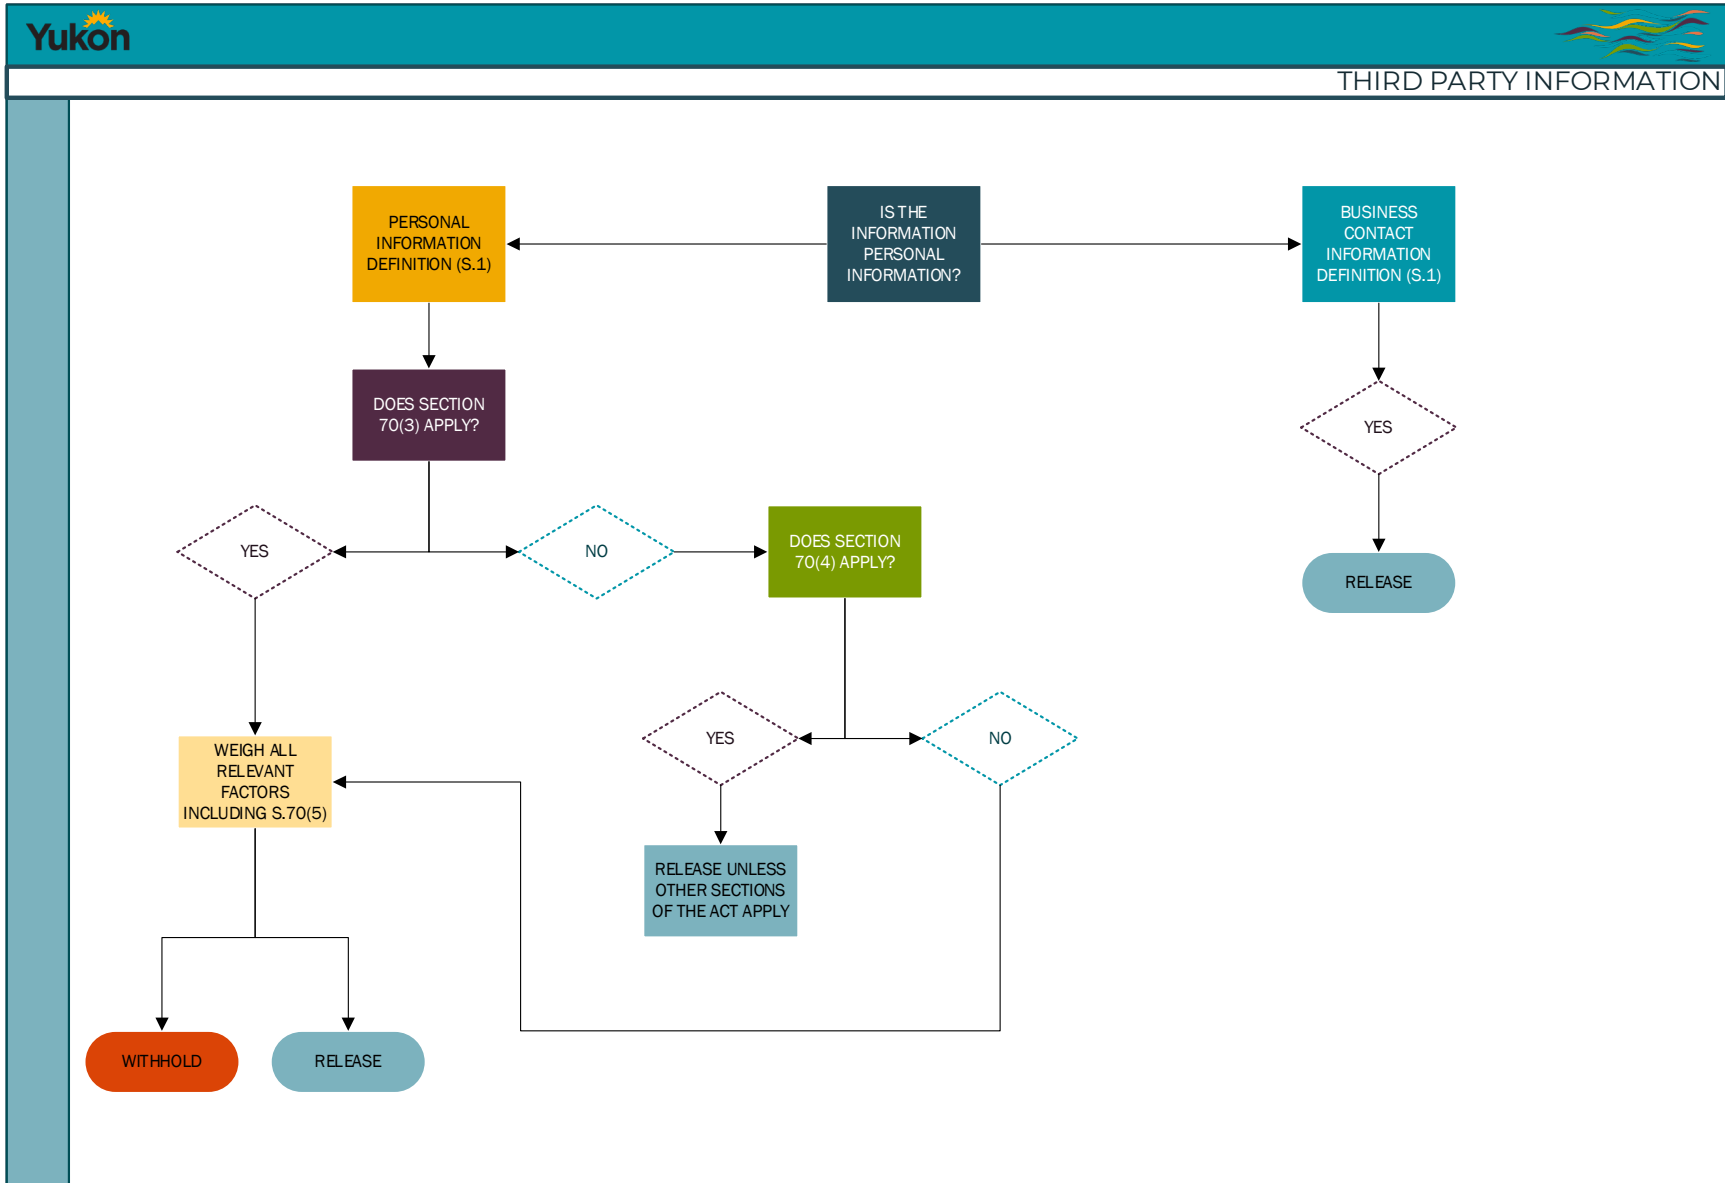 Yukon
THIRD PARTY INFORMATION
PERSONAL
INFORMATION
DEFINITION (S.1)
IS THE
INFORMATION
PERSONAL
INFORMATION?
BUSINESS
CONTACT
INFORMATION
DEFINITION (S.1)
DOES SECTION
70(3) APPLY?
YES
YES
NO
DOES SECTION
70(4) APPLY?
RELEASE
YES
NO
WEIGH ALL
RELEVANT
FACTORS
INCLUDING S.70(5)
RELEASE UNLESS
OTHER SECTIONS
OF THE ACT APPLY
WITHHOLD
RELEASE